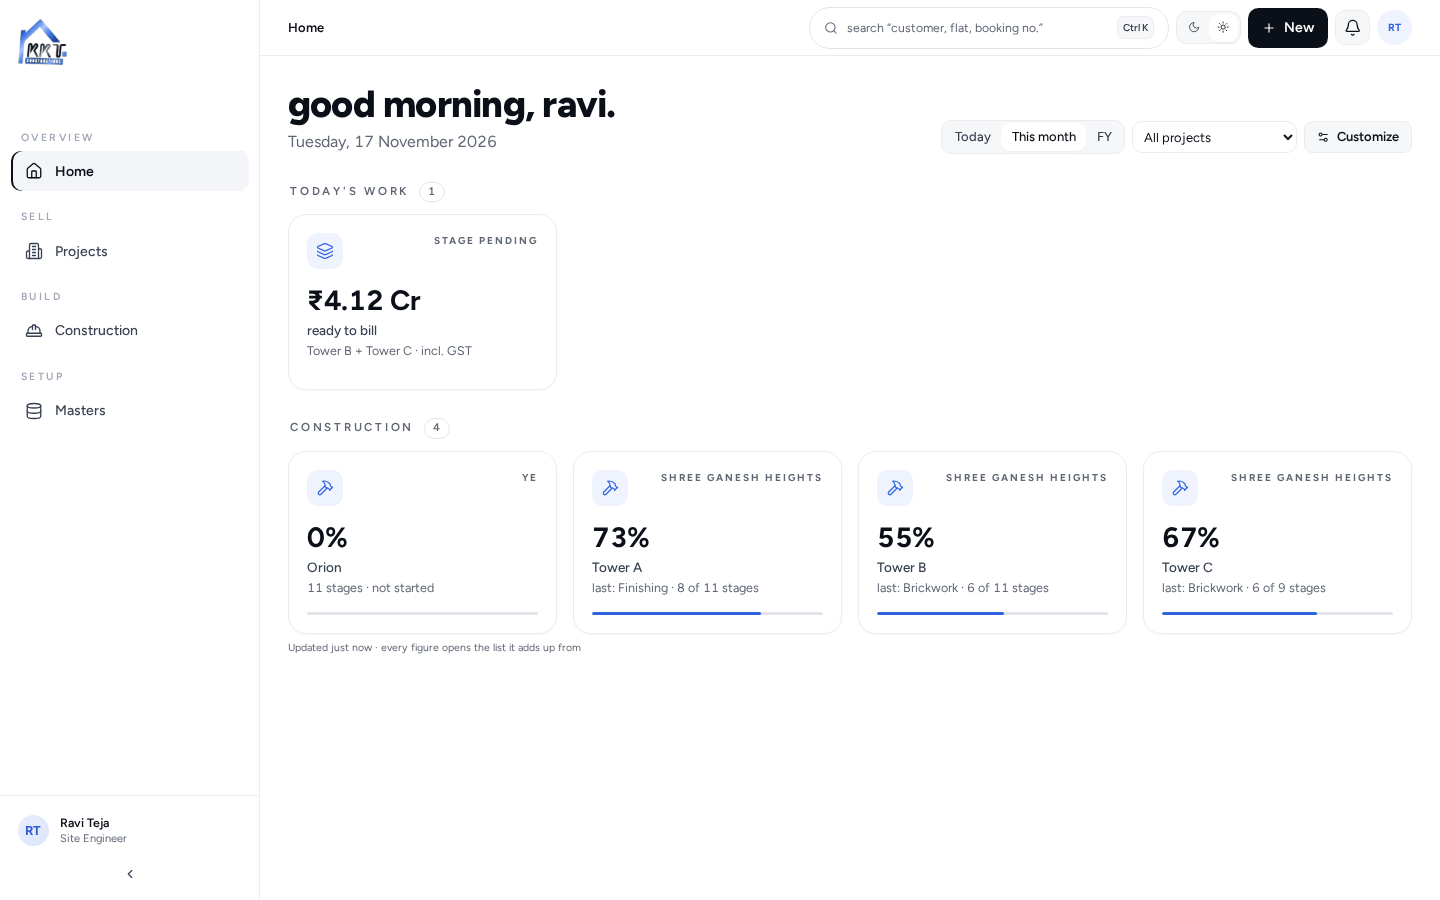 RRT
CONSTRUCTIONS
Home
search “customer, flat, booking no.”
Ctrl K
New
RT
OVERVIEW
Home
SELL
Projects
BUILD
Construction
SETUP
Masters
good morning, ravi.
Tuesday, 17 November 2026
Today
This month
FY
All projects
Customize
TODAY'S WORK 1
STAGE PENDING
₹4.12 Cr
ready to bill
Tower B + Tower C · incl. GST
CONSTRUCTION 4
YE
0%
Orion
11 stages · not started
SHREE GANESH HEIGHTS
73%
Tower A
last: Finishing · 8 of 11 stages
SHREE GANESH HEIGHTS
55%
Tower B
last: Brickwork · 6 of 11 stages
SHREE GANESH HEIGHTS
67%
Tower C
last: Brickwork · 6 of 9 stages
Updated just now · every figure opens the list it adds up from
RT
Ravi Teja
Site Engineer